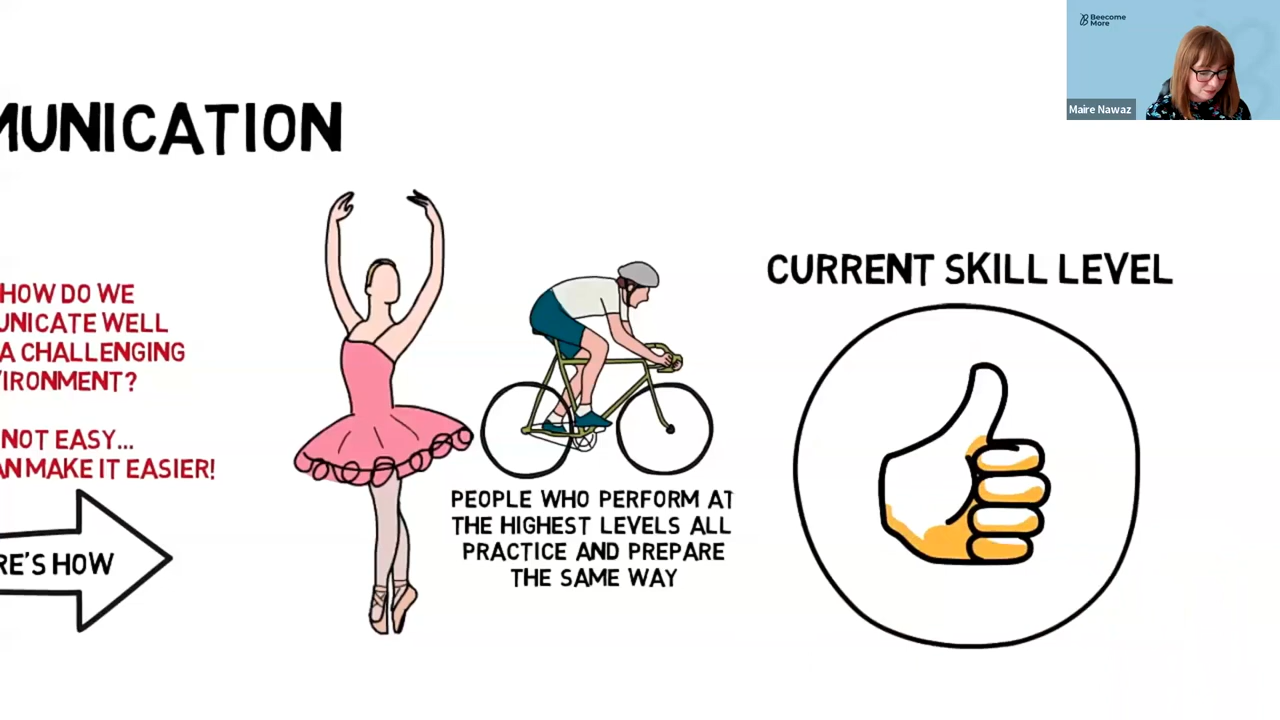 Beecome
More
Maire Nawaz
MUNICATION
HOW DO WE
UNICATE WELL
A CHALLENGING
IRONMENT?
NOT EASY...
AN MAKE IT EASIER!
RE'S HOW
PEOPLE WHO PERFORM AT
THE HIGHEST LEVELS ALL
PRACTICE AND PREPARE
THE SAME WAY
CURRENT SKILL LEVEL